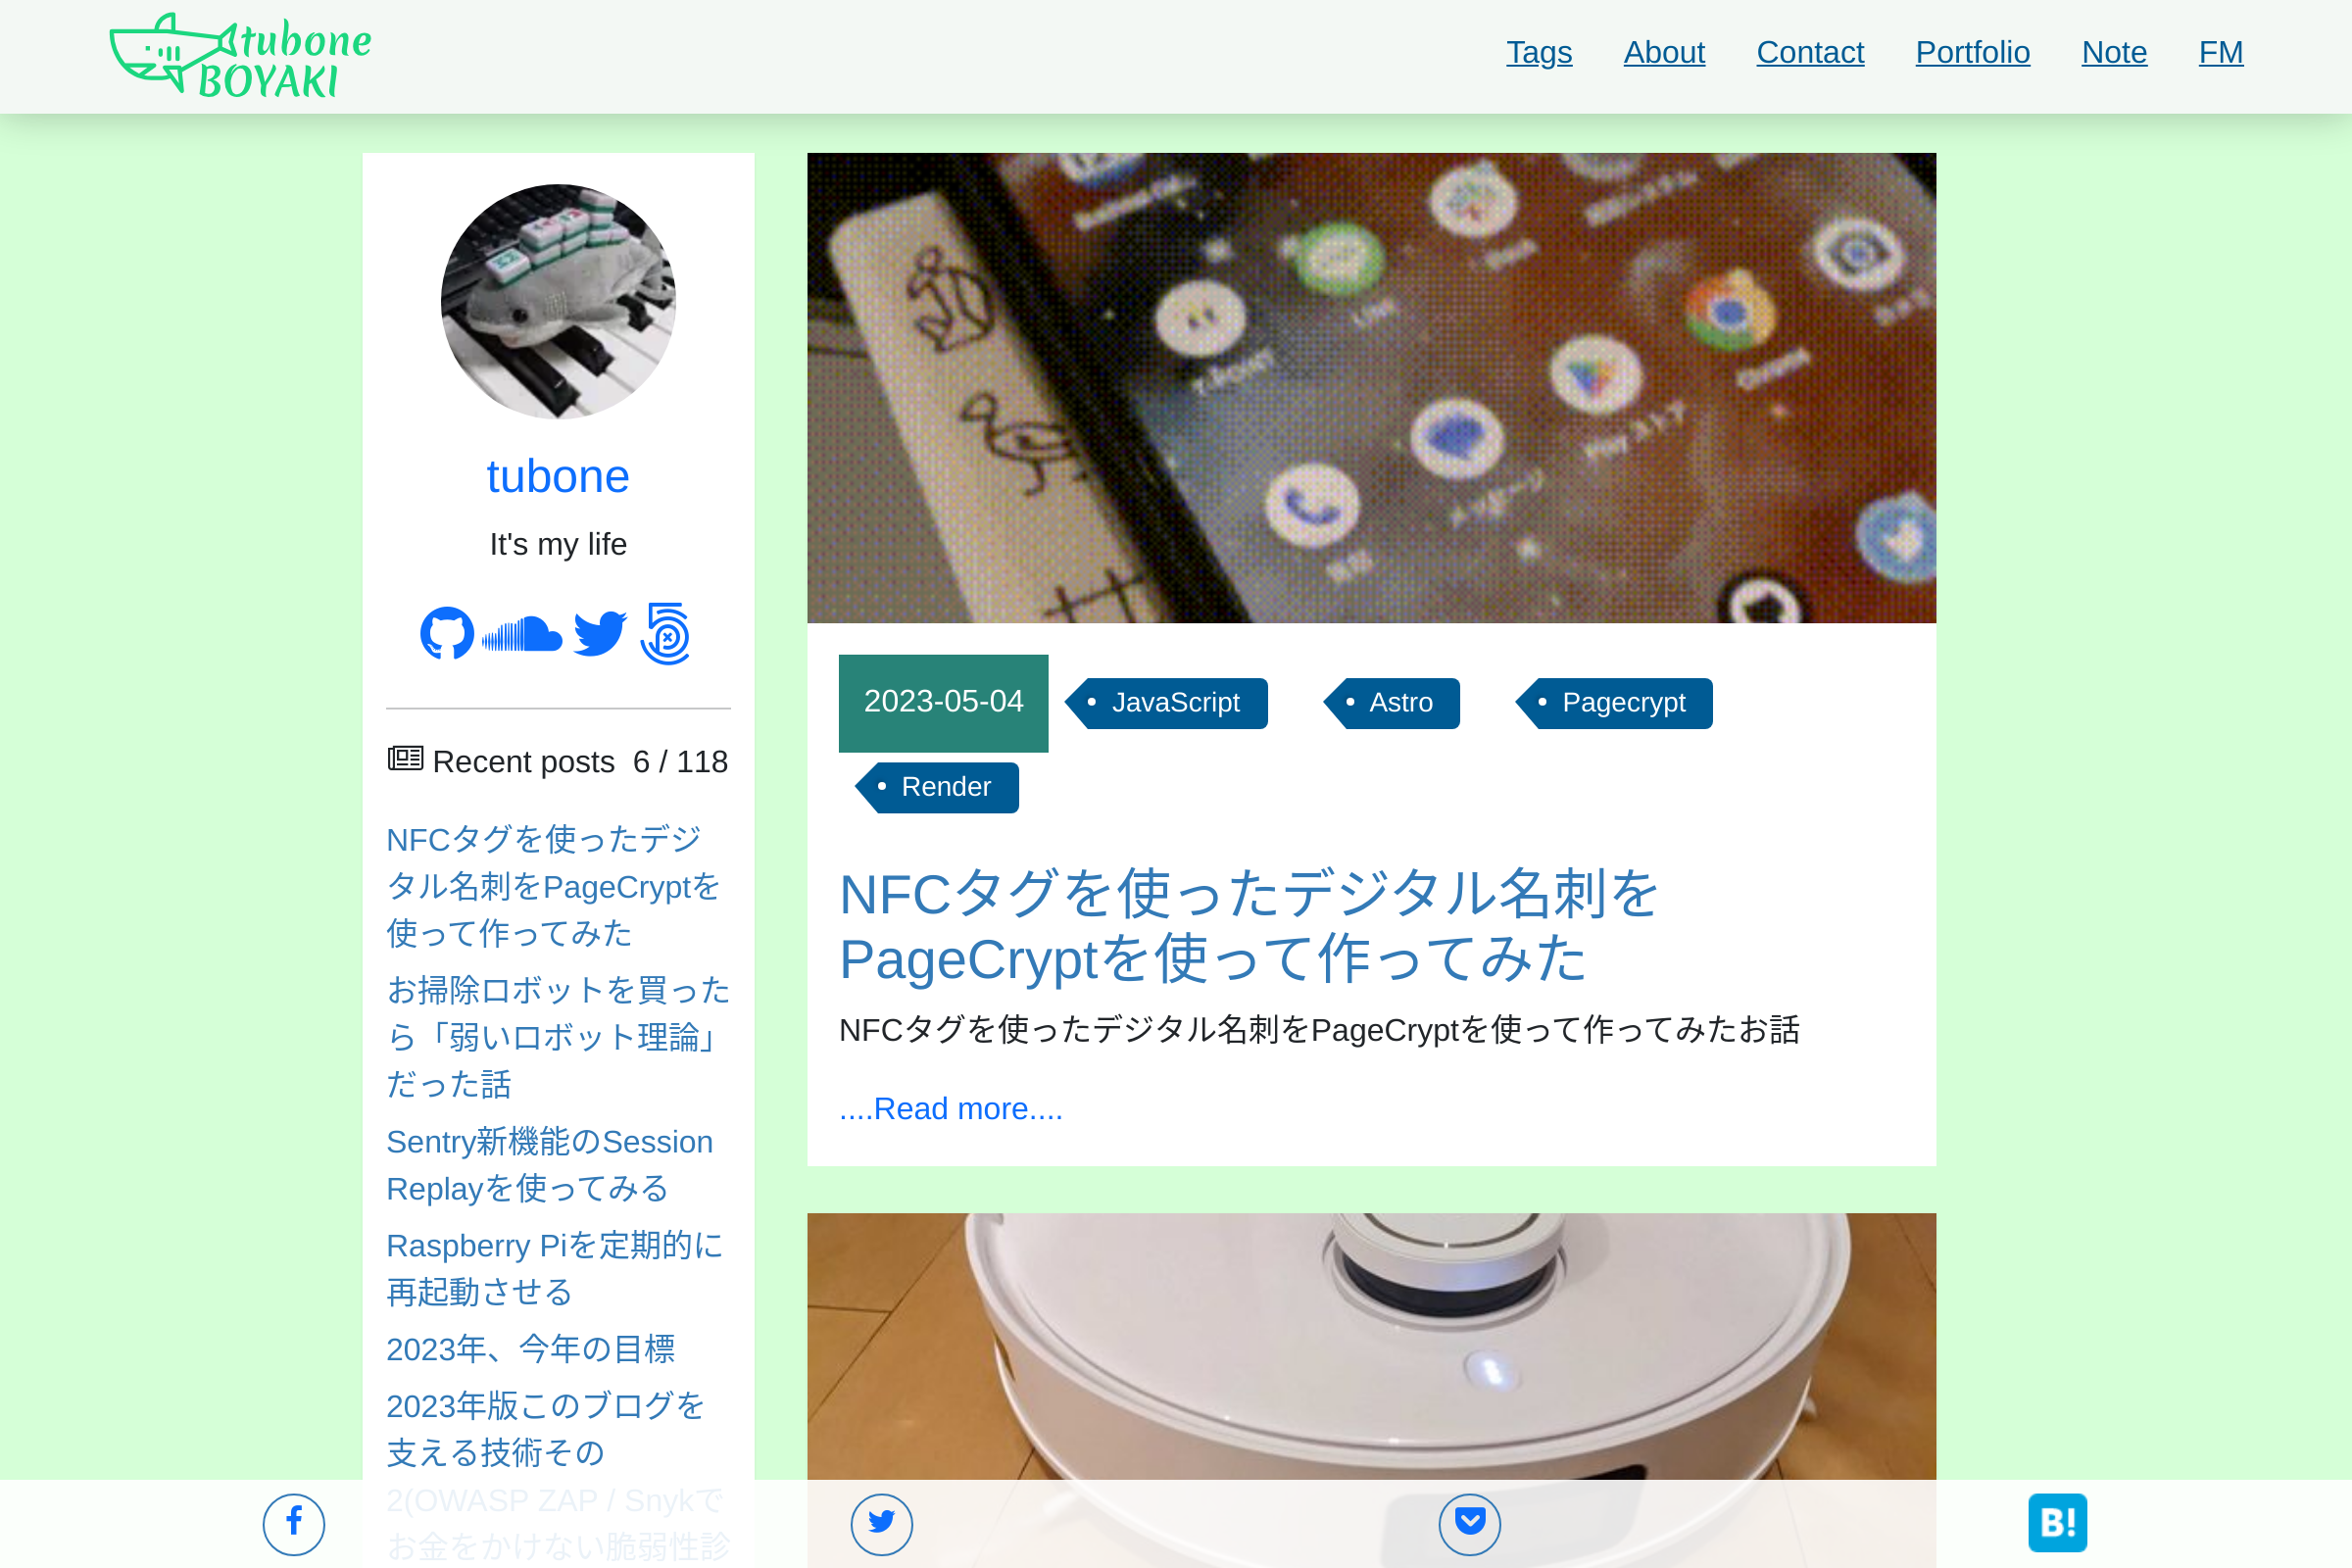 tubone
BOYAKI
Tags About Contact Portfolio Note FM
tubone
It's my life
Recent posts 6 / 118
NFCタグを使ったデジ
タル名刺をPageCryptを
使って作ってみた
お掃除ロボットを買った
ら「弱いロボット理論」
だった話
Sentry新機能のSession
Replayを使ってみる
Raspberry Piを定期的に
再起動させる
2023年、今年の目標
2023年版このブログを
支える技術その
2(OWASP ZAP / Snykで
お金をかけない脆弱性診
LINE
Chrome
Play ストア
メッセージ
2023-05-04 JavaScript Astro Pagecrypt
Render
NFCタグを使ったデジタル名刺を
PageCryptを使って作ってみた
NFCタグを使ったデジタル名刺をPageCryptを使って作ってみたお話
....Read more....
B!